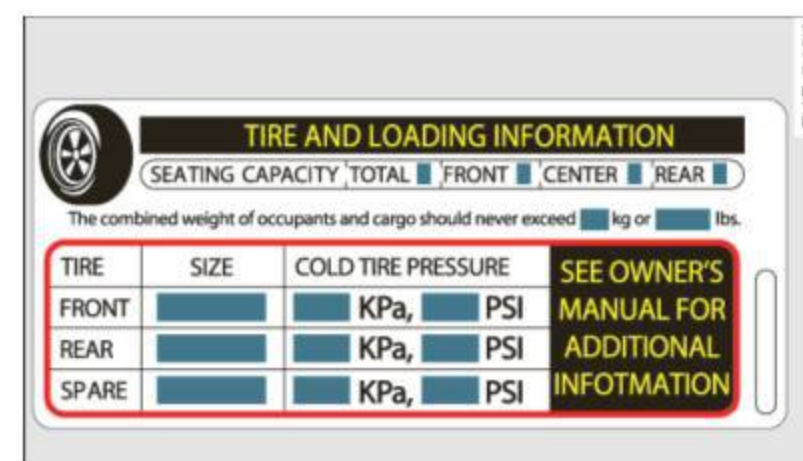 TIRE AND LOADING INFORMATION
SEATING CAPACITY TOTAL FRONT CENTER REAR
The combined weight of occupants and cargo should never exceed kg or lbs.
TIRE SIZE COLD TIRE PRESSURE
FRONT KPa, PSI
REAR KPa, PSI
SPARE KPa, PSI
SEE OWNER'S
MANUAL FOR
ADDITIONAL
INFOTMATION